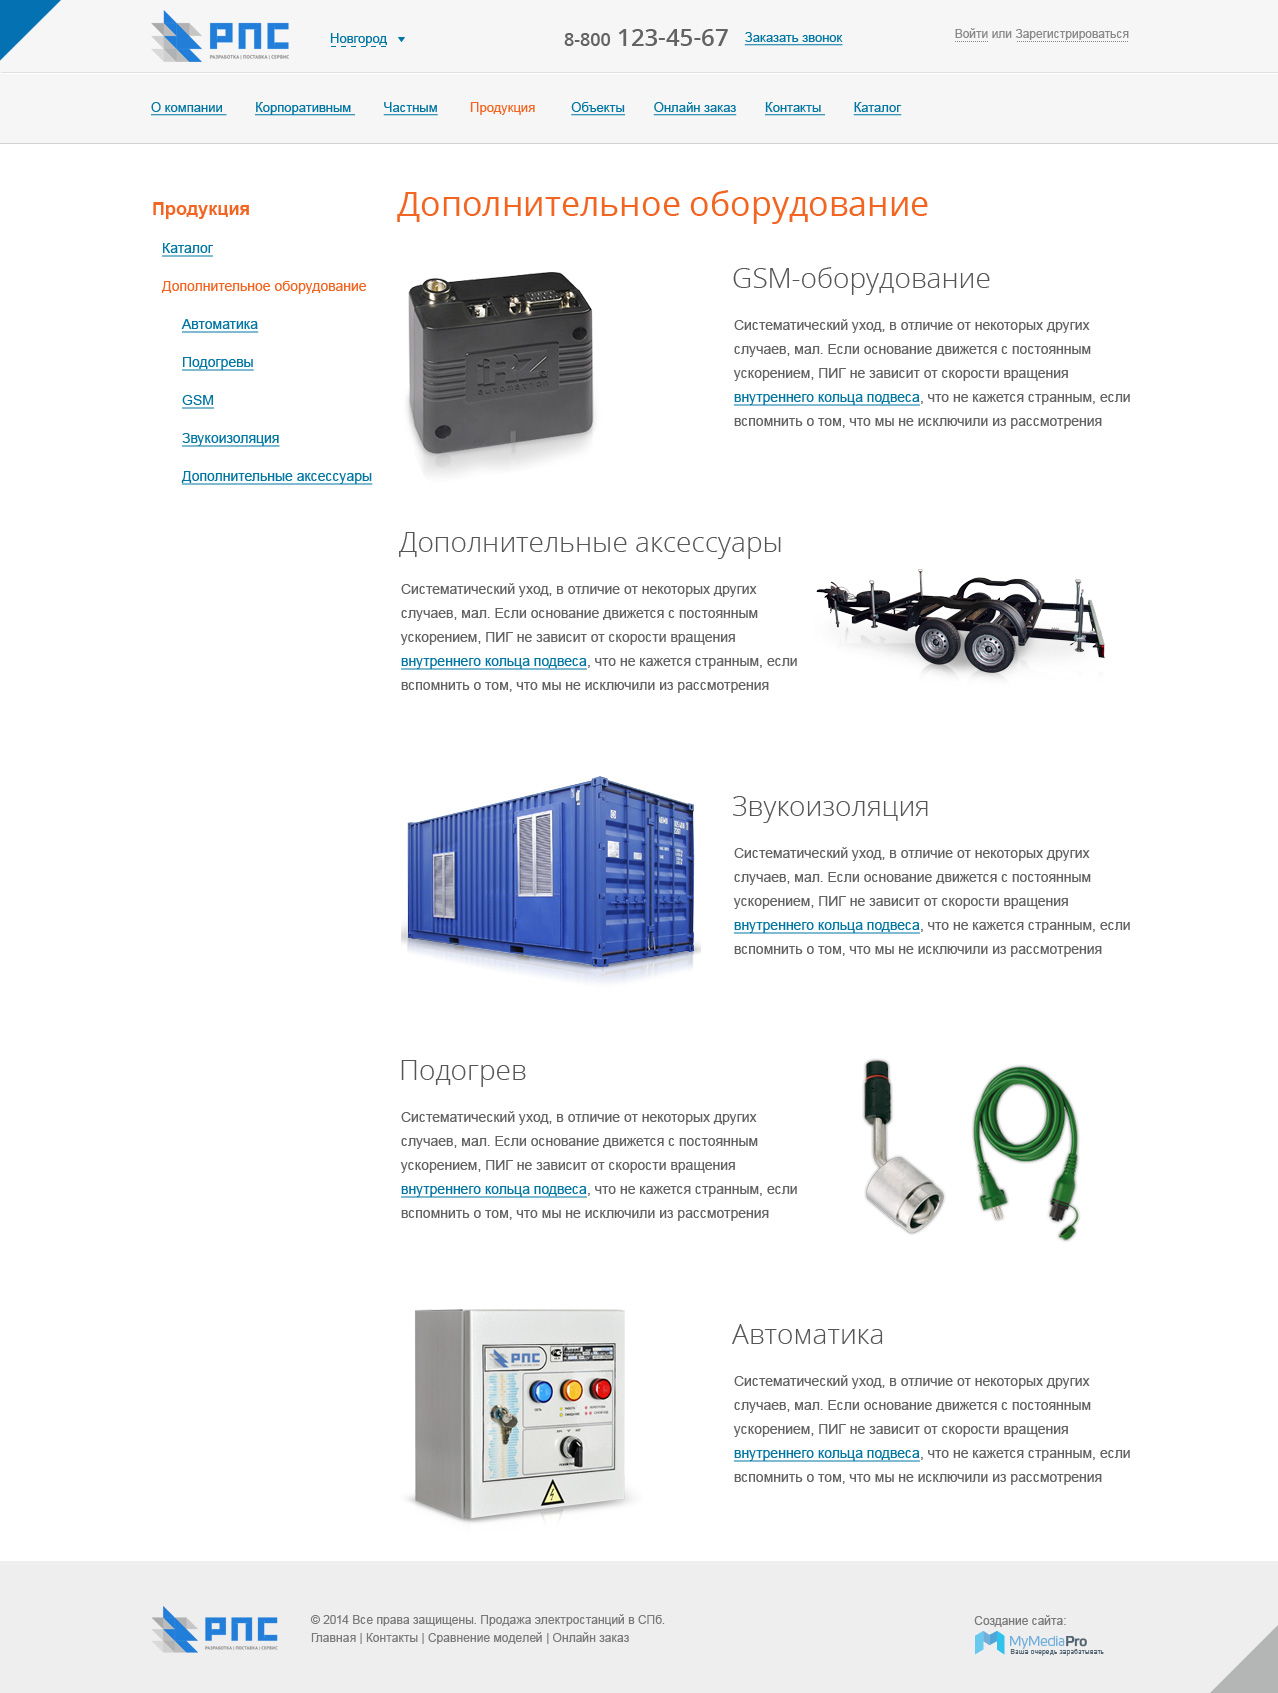 РПС
РАЗРАБОТКА | ПОСТАВКА | СЕРВИС
Новгород
8-800 123-45-67
Заказать звонок
Войти или Зарегистрироваться
О компании
Корпоративным
Частным
Продукция
Объекты
Онлайн заказ
Контакты
Каталог
Продукция
Каталог
Дополнительное оборудование
Автоматика
Подогревы
GSM
Звукоизоляция
Дополнительные аксессуары
Дополнительное оборудование
iRZ
automation
GSM-оборудование
Систематический уход, в отличие от некоторых других
случаев, мал. Если основание движется с постоянным
ускорением, ПИГ не зависит от скорости вращения
внутреннего кольца подвеса, что не кажется странным, если
вспомнить о том, что мы не исключили из рассмотрения
Дополнительные аксессуары
Систематический уход, в отличие от некоторых других
случаев, мал. Если основание движется с постоянным
ускорением, ПИГ не зависит от скорости вращения
внутреннего кольца подвеса, что не кажется странным, если
вспомнить о том, что мы не исключили из рассмотрения
Звукоизоляция
Систематический уход, в отличие от некоторых других
случаев, мал. Если основание движется с постоянным
ускорением, ПИГ не зависит от скорости вращения
внутреннего кольца подвеса, что не кажется странным, если
вспомнить о том, что мы не исключили из рассмотрения
Подогрев
Систематический уход, в отличие от некоторых других
случаев, мал. Если основание движется с постоянным
ускорением, ПИГ не зависит от скорости вращения
внутреннего кольца подвеса, что не кажется странным, если
вспомнить о том, что мы не исключили из рассмотрения
РПС
Автоматика
Систематический уход, в отличие от некоторых других
случаев, мал. Если основание движется с постоянным
ускорением, ПИГ не зависит от скорости вращения
внутреннего кольца подвеса, что не кажется странным, если
вспомнить о том, что мы не исключили из рассмотрения
РПС
РАЗРАБОТКА | ПОСТАВКА | СЕРВИС
© 2014 Все права защищены. Продажа электростанций в СПб.
Главная | Контакты | Сравнение моделей | Онлайн заказ
Создание сайта:
MyMediaPro
Ваша очередь зарабатывать